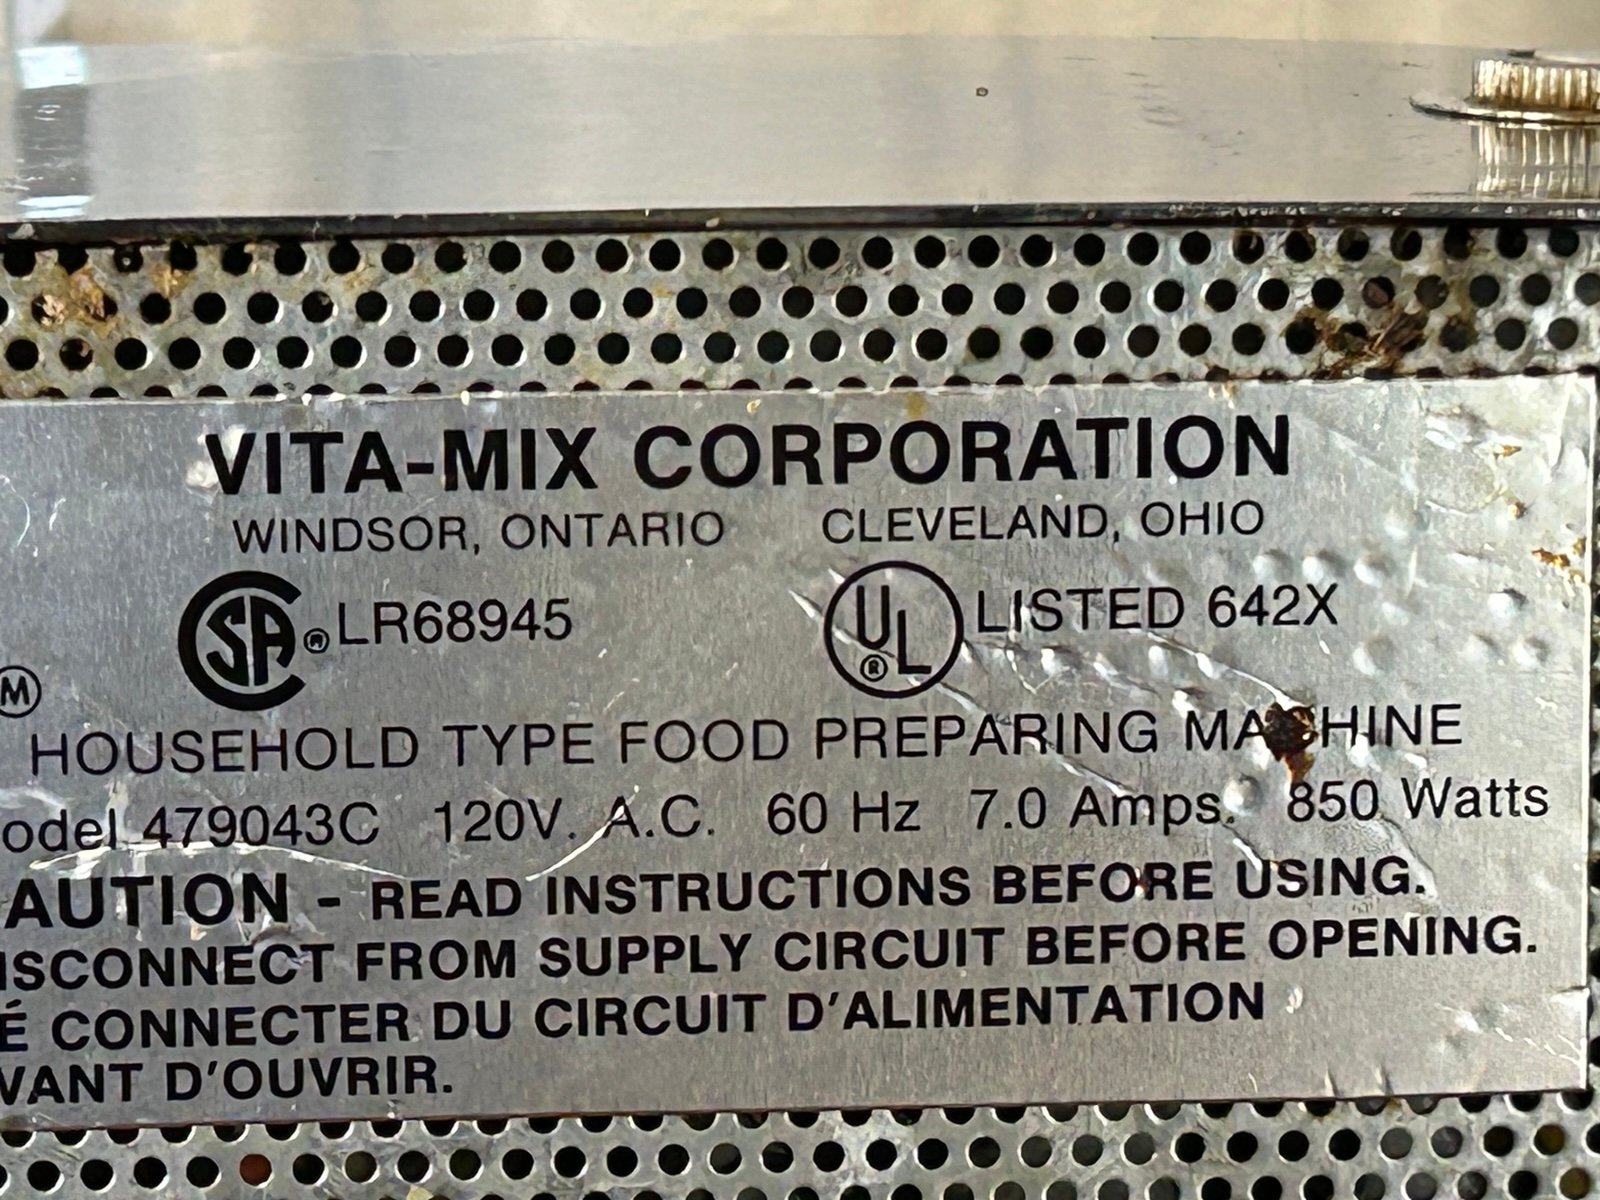 VITA-MIX CORPORATION
WINDSOR, ONTARIO CLEVELAND, OHIO
CSA ® LR68945 UL ® LISTED 642X
M
HOUSEHOLD TYPE FOOD PREPARING MACHINE
odel 479043C 120V. A.C. 60 Hz 7.0 Amps. 850 Watts
AUTION - READ INSTRUCTIONS BEFORE USING.
ISCONNECT FROM SUPPLY CIRCUIT BEFORE OPENING.
É CONNECTER DU CIRCUIT D'ALIMENTATION
VANT D'OUVRIR.